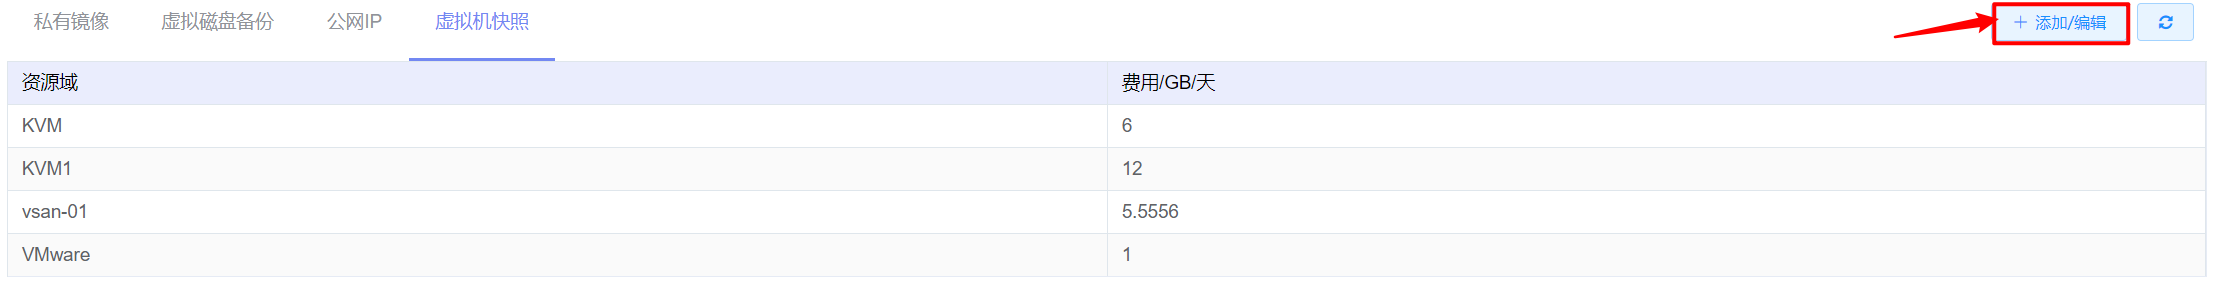 私有镜像 虚拟磁盘备份 公网IP 虚拟机快照 添加/编辑
资源域 费用/GB/天
KVM 6
KVM1 12
vsan-01 5.5556
VMware 1